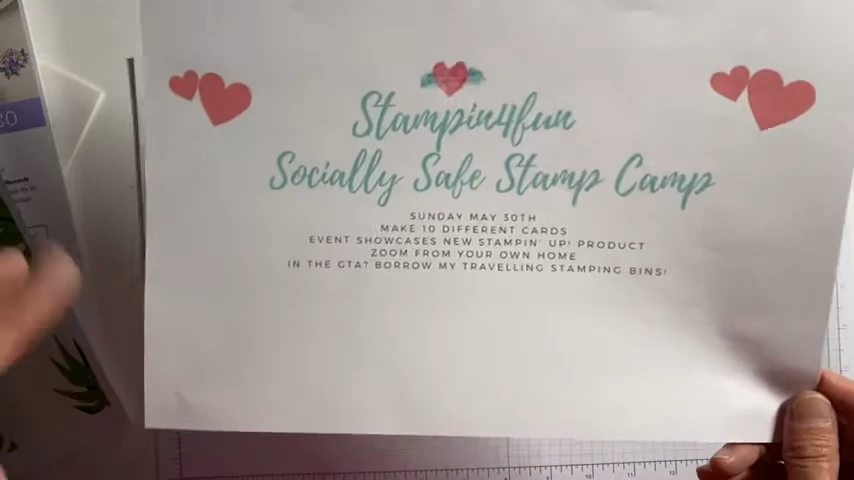 Stampin4fun
Socially Safe Stamp Camp
SUNDAY MAY 30TH
MAKE 10 DIFFERENT CARDS
EVENT SHOWCASES NEW STAMPIN' UP! PRODUCT
ZOOM FROM YOUR OWN HOME
IN THE GTA? BORROW MY TRAVELLING STAMPING BINS!